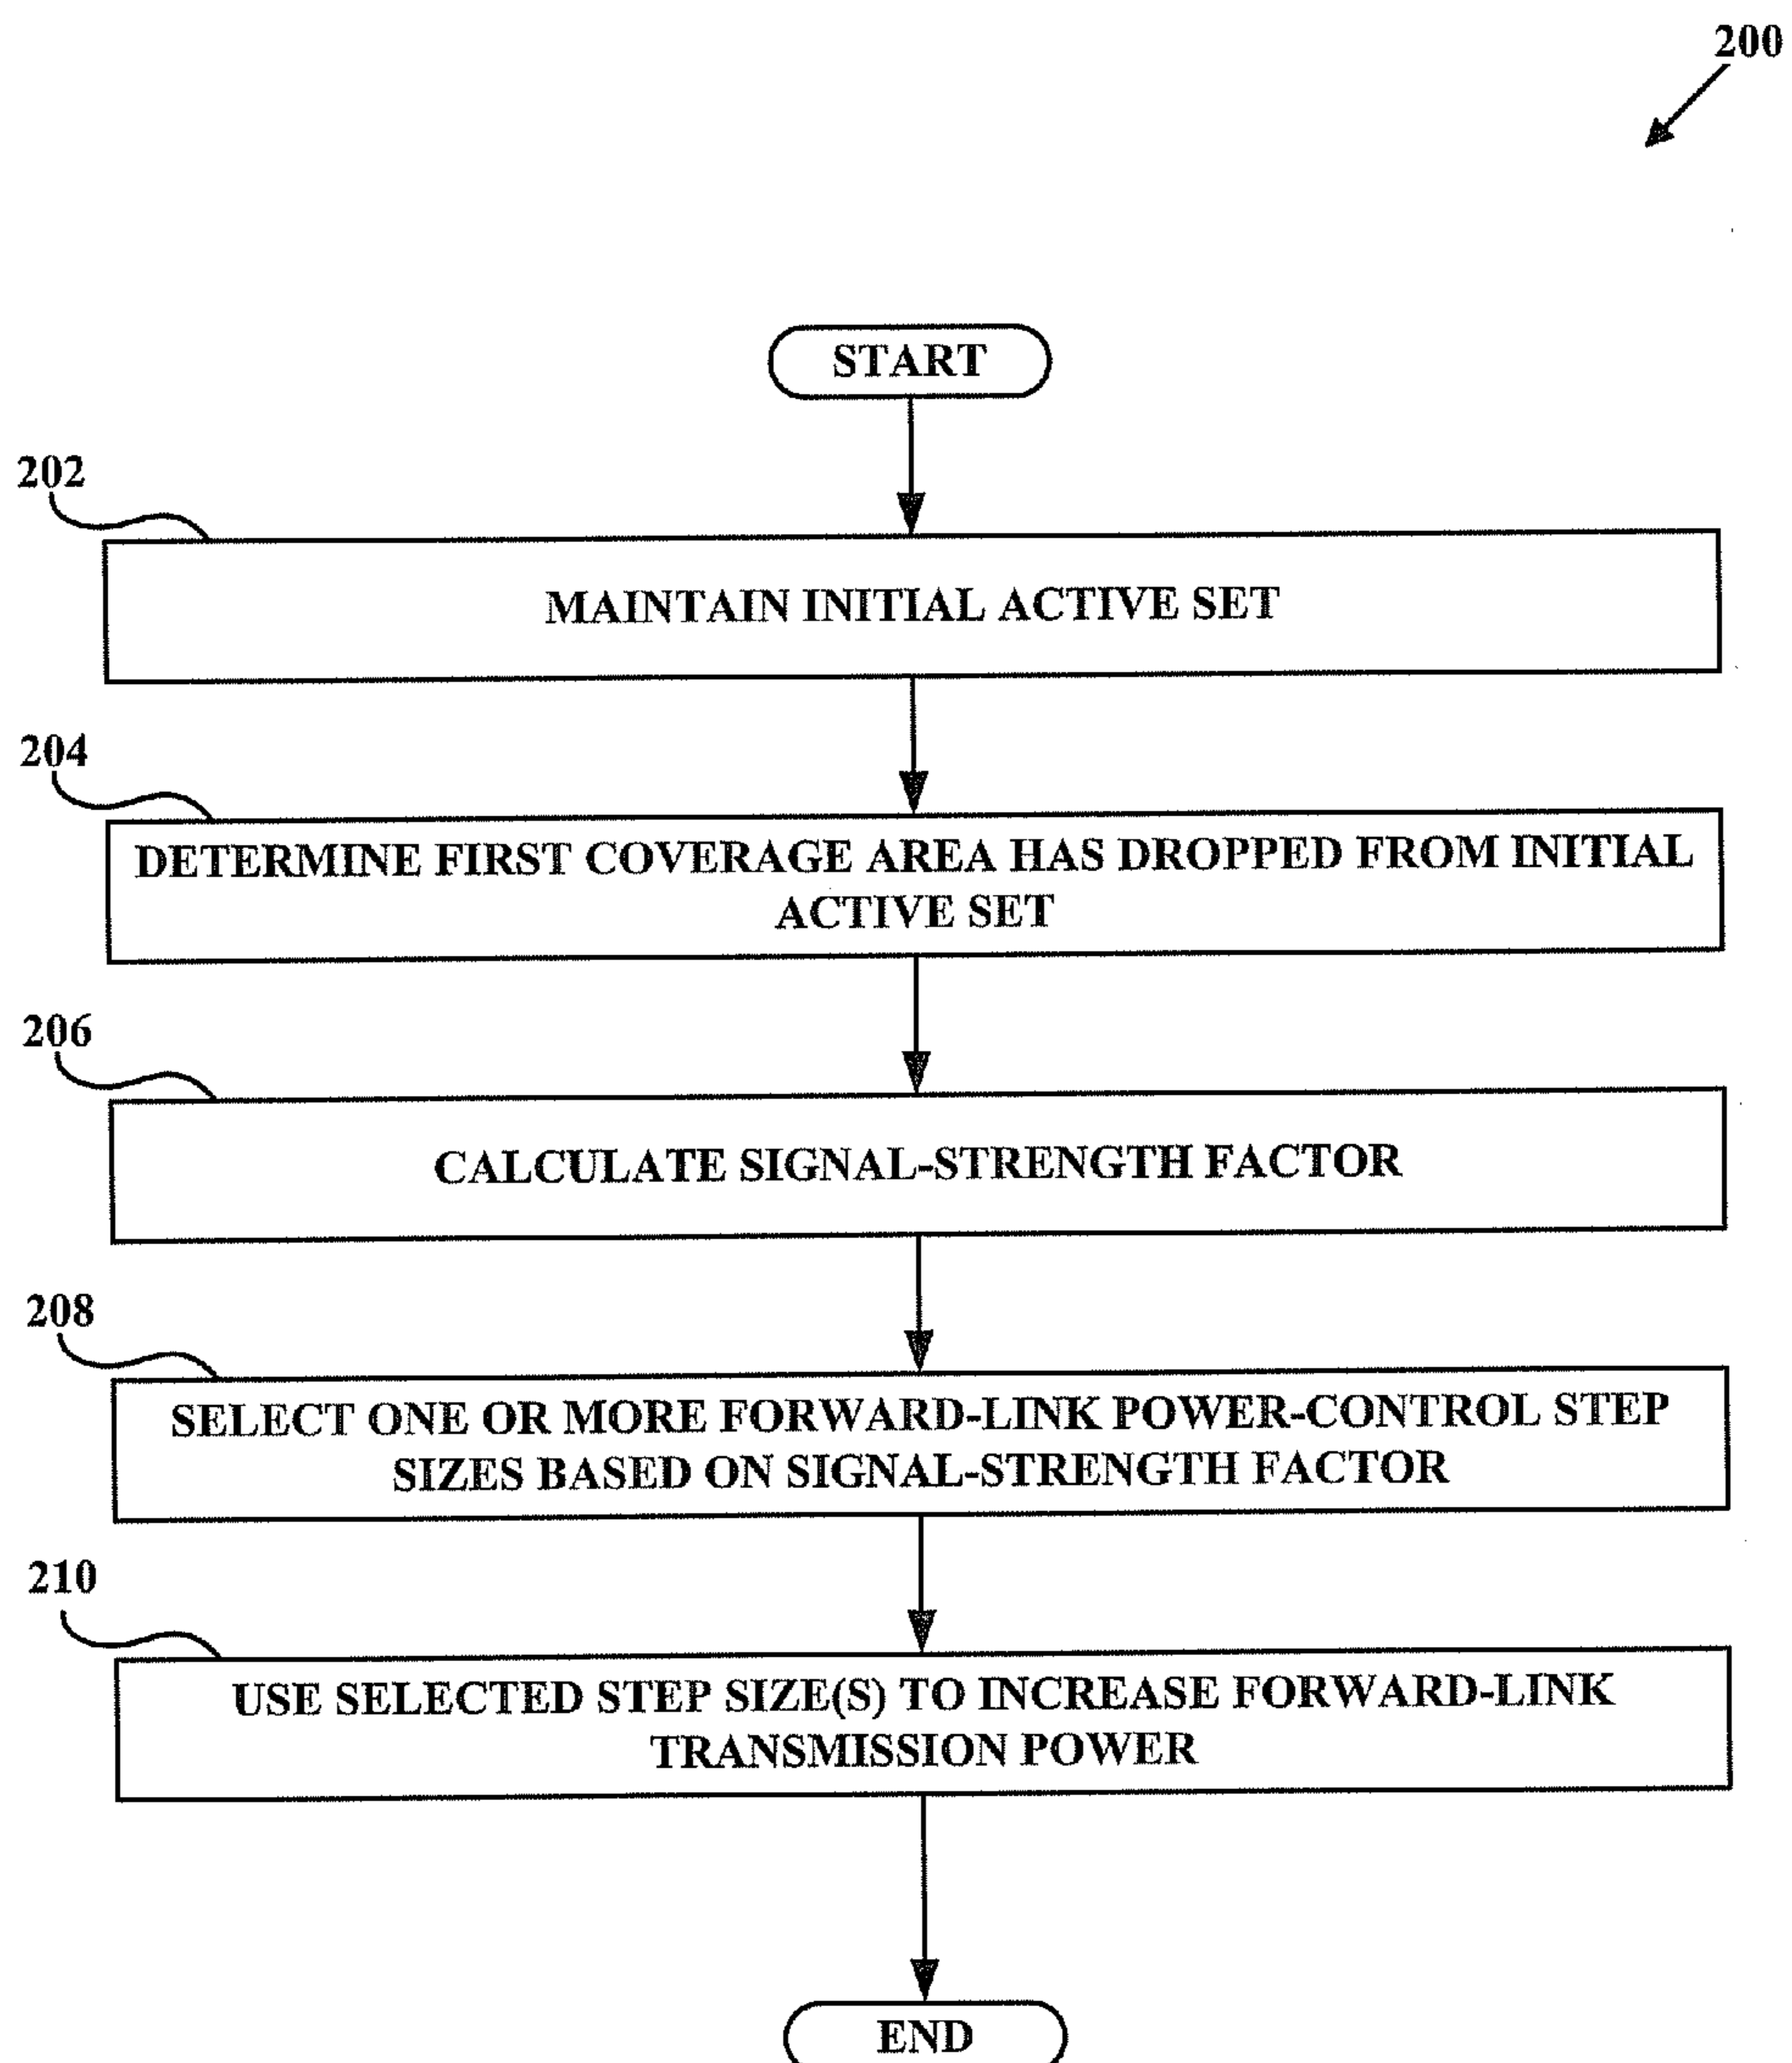 200
START
202
MAINTAIN INITIAL ACTIVE SET
204
DETERMINE FIRST COVERAGE AREA HAS DROPPED FROM INITIAL
ACTIVE SET
206
CALCULATE SIGNAL-STRENGTH FACTOR
208
SELECT ONE OR MORE FORWARD-LINK POWER-CONTROL STEP
SIZES BASED ON SIGNAL-STRENGTH FACTOR
210
USE SELECTED STEP SIZE(S) TO INCREASE FORWARD-LINK
TRANSMISSION POWER
END